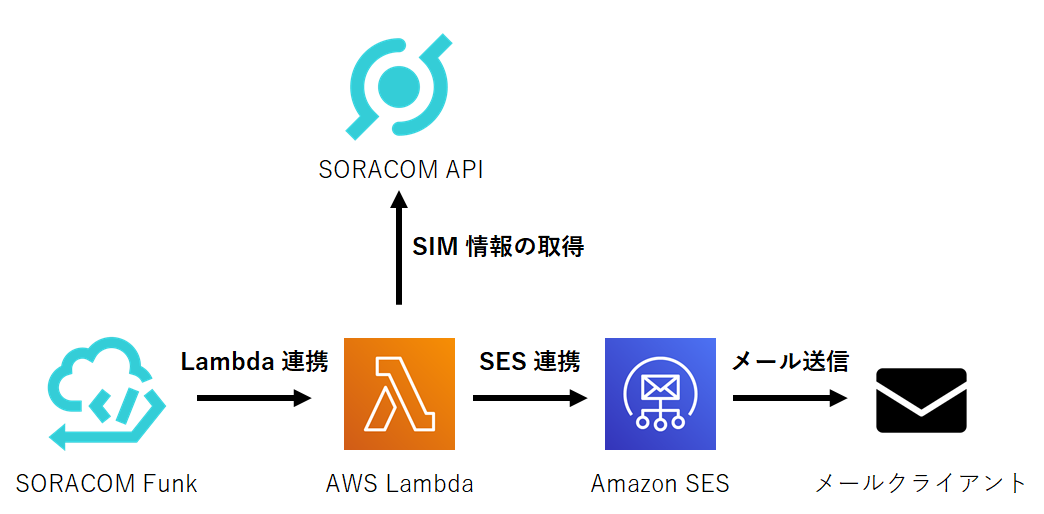 SORACOM API
SIM 情報の取得
Lambda 連携
SES 連携
メール送信
SORACOM Funk
AWS Lambda
Amazon SES
メールクライアント